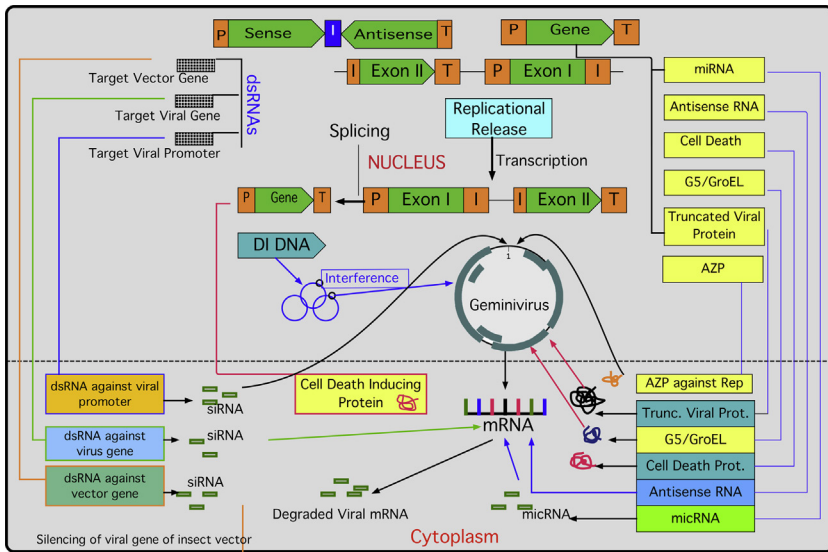 P Sense I Antisense T
P Gene T
I Exon II T P Exon I I
Target Vector Gene
Target Viral Gene
Target Viral Promoter
dsRNAs
Replicational
Release
Splicing
NUCLEUS
Transcription
P Gene T
P Exon I I I Exon II T
miRNA
Antisense RNA
Cell Death
G5/GroEL
Truncated Viral
Protein
AZP
DI DNA
Interference
1
Geminivirus
dsRNA against viral
promoter
siRNA
Cell Death Inducing
Protein
AZP against Rep
Trunc. Viral Prot.
mRNA
dsRNA against
virus gene
siRNA
G5/GroEL
Cell Death Prot.
dsRNA against
vector gene
siRNA
Antisense RNA
Degraded Viral mRNA
micRNA
micRNA
Silencing of viral gene of insect vector
Cytoplasm